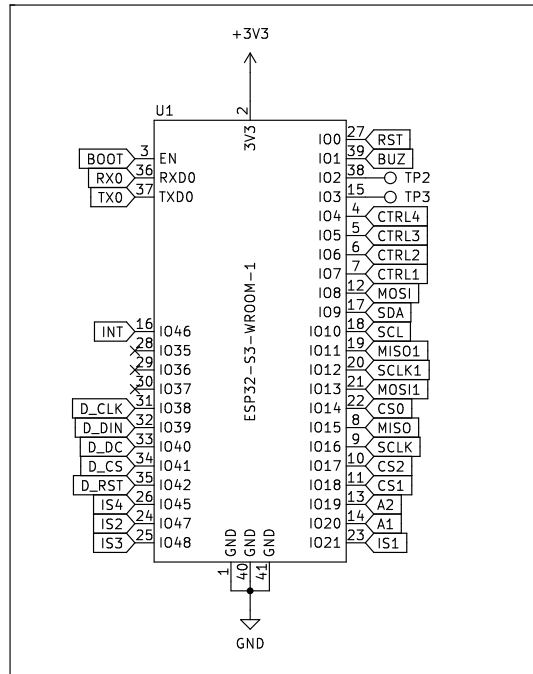 +3V3
U1
2
3V3
BOOT 3 EN
RX0 36 RXD0
TX0 37 TXD0
INT 16 IO46
28 IO35
29 IO36
30 IO37
D_CLK 31 IO38
D_DIN 32 IO39
D_DC 33 IO40
D_CS 34 IO41
D_RST 35 IO42
IS4 26 IO45
IS2 24 IO47
IS3 25 IO48
ESP32-S3-WROOM-1
IO0 27 RST
IO1 39 BUZ
IO2 38 TP2
IO3 15 TP3
IO4 4 CTRL4
IO5 5 CTRL3
IO6 6 CTRL2
IO7 7 CTRL1
IO8 12 MOSI
IO9 17 SDA
IO10 18 SCL
IO11 19 MISO1
IO12 20 SCLK1
IO13 21 MOSI1
IO14 22 CS0
IO15 8 MISO
IO16 9 SCLK
IO17 10 CS2
IO18 11 CS1
IO19 13 A2
IO20 14 A1
IO21 23 IS1
GND GND GND
1 40 41
GND